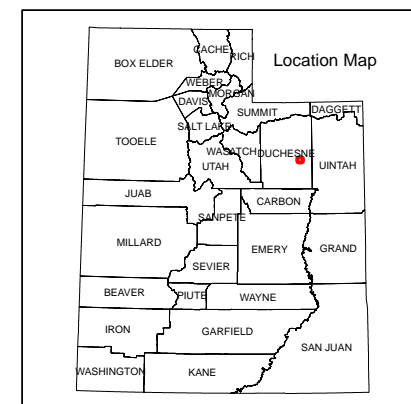 Location Map
CACHE
RICH
BOX ELDER
WEBER
MORGAN
DAVIS
SUMMIT
DAGGETT
SALT LAKE
TOOELE
WASATCH
DUCHESNE
UTAH
UINTAH
JUAB
CARBON
SANPETE
MILLARD
EMERY
GRAND
SEVIER
BEAVER
PIUTE
WAYNE
IRON
GARFIELD
SAN JUAN
WASHINGTON
KANE